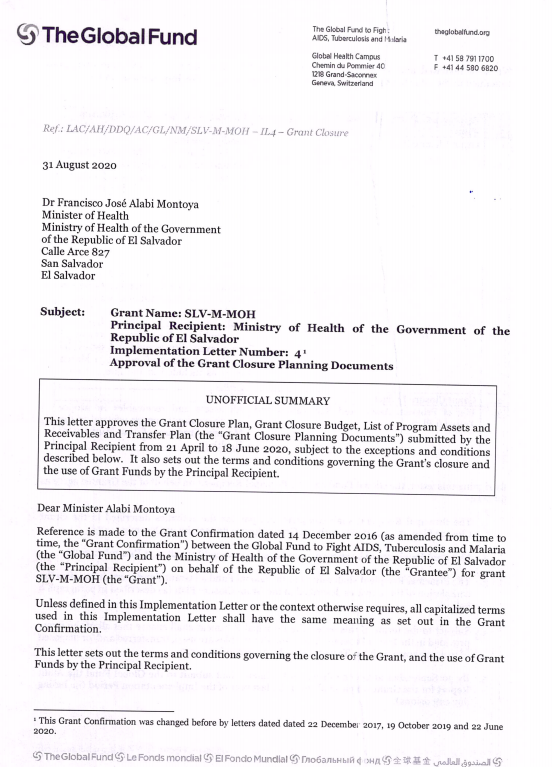 The Global Fund
The Global Fund to Fight
AIDS, Tuberculosis and Malaria
Global Health Campus
Chemin du Pommier 40
1218 Grand-Saconnex
Geneva, Switzerland
theglobalfund.org
T +41 58 791 1700
F +41 44 580 6820
Ref.: LAC/AH/DDQ/AC/GL/NM/SLV-M-MOH – IL4 – Grant Closure
31 August 2020
Dr Francisco José Alabi Montoya
Minister of Health
Ministry of Health of the Government
of the Republic of El Salvador
Calle Arce 827
San Salvador
El Salvador
Subject: Grant Name: SLV-M-MOH
Principal Recipient: Ministry of Health of the Government of the
Republic of El Salvador
Implementation Letter Number: 4¹
Approval of the Grant Closure Planning Documents
UNOFFICIAL SUMMARY
This letter approves the Grant Closure Plan, Grant Closure Budget, List of Program Assets and
Receivables and Transfer Plan (the “Grant Closure Planning Documents”) submitted by the
Principal Recipient from 21 April to 18 June 2020, subject to the exceptions and conditions
described below. It also sets out the terms and conditions governing the Grant’s closure and
the use of Grant Funds by the Principal Recipient.
Dear Minister Alabi Montoya
Reference is made to the Grant Confirmation dated 14 December 2016 (as amended from time to
time, the “Grant Confirmation”) between the Global Fund to Fight AIDS, Tuberculosis and Malaria
(the “Global Fund”) and the Ministry of Health of the Government of the Republic of El Salvador
(the “Principal Recipient”) on behalf of the Republic of El Salvador (the “Grantee”) for grant
SLV-M-MOH (the “Grant”).
Unless defined in this Implementation Letter or the context otherwise requires, all capitalized terms
used in this Implementation Letter shall have the same meaning as set out in the Grant
Confirmation.
This letter sets out the terms and conditions governing the closure of the Grant, and the use of Grant
Funds by the Principal Recipient.
¹ This Grant Confirmation was changed before by letters dated dated 22 December 2017, 19 October 2019 and 22 June
2020.
The Global Fund Le Fonds mondial El Fondo Mundial Глобальный фонд 全球基金 الصندوق العالمي